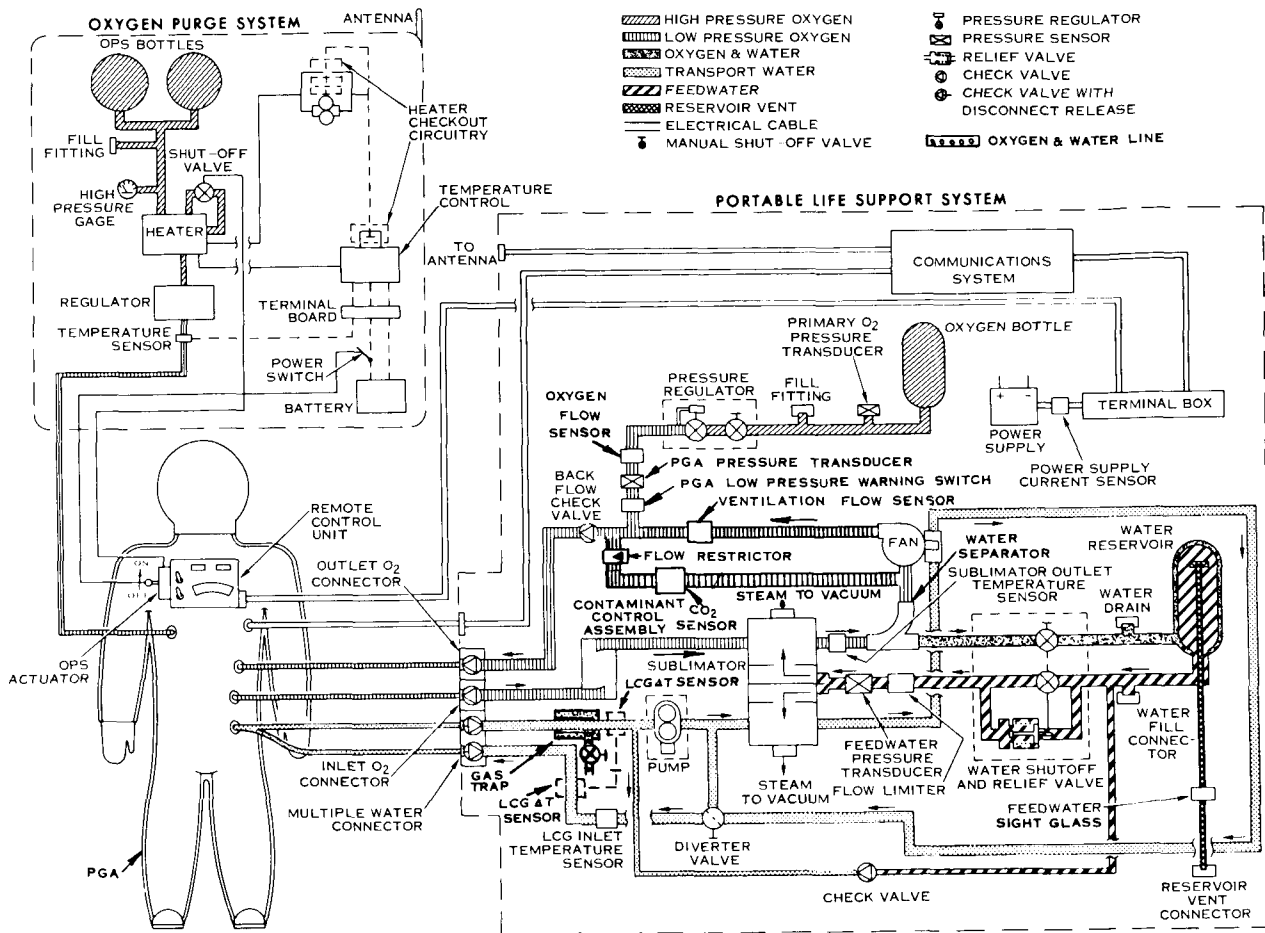 OXYGEN PURGE SYSTEM
ANTENNA
OPS BOTTLES
FILL
FITTING
SHUT-OFF
VALVE
HIGH
PRESSURE
GAGE
HEATER
HEATER
CHECKOUT
CIRCUITRY
TEMPERATURE
CONTROL
REGULATOR
TERMINAL
BOARD
TEMPERATURE
SENSOR
POWER
SWITCH
BATTERY
HIGH PRESSURE OXYGEN
LOW PRESSURE OXYGEN
OXYGEN & WATER
TRANSPORT WATER
FEEDWATER
RESERVOIR VENT
ELECTRICAL CABLE
MANUAL SHUT-OFF VALVE
PRESSURE REGULATOR
PRESSURE SENSOR
RELIEF VALVE
CHECK VALVE
CHECK VALVE WITH
DISCONNECT RELEASE
OXYGEN & WATER LINE
PORTABLE LIFE SUPPORT SYSTEM
TO
ANTENNA
COMMUNICATIONS
SYSTEM
PRIMARY O2
PRESSURE
TRANSDUCER
OXYGEN BOTTLE
PRESSURE
REGULATOR
FILL
FITTING
OXYGEN
FLOW
SENSOR
+ -
POWER
SUPPLY
TERMINAL BOX
POWER SUPPLY
CURRENT SENSOR
PGA PRESSURE TRANSDUCER
PGA LOW PRESSURE WARNING SWITCH
VENTILATION FLOW SENSOR
BACK
FLOW
CHECK
VALVE
FAN
WATER
SEPARATOR
SUBLIMATOR OUTLET
TEMPERATURE
SENSOR
WATER
RESERVOIR
FLOW RESTRICTOR
STEAM TO VACUUM
CO2
SENSOR
CONTAMINANT
CONTROL
ASSEMBLY
WATER
DRAIN
REMOTE
CONTROL
UNIT
ON
OFF
OUTLET O2
CONNECTOR
OPS
ACTUATOR
SUBLIMATOR
LCG ΔT SENSOR
INLET O2
CONNECTOR
GAS
TRAP
PUMP
FEEDWATER
PRESSURE
TRANSDUCER
FLOW LIMITER
WATER SHUTOFF
AND RELIEF VALVE
WATER
FILL
CONNEC-
TOR
STEAM
TO VACUUM
MULTIPLE WATER
CONNECTOR
LCG ΔT
SENSOR
LCG INLET
TEMPERATURE
SENSOR
DIVERTER
VALVE
FEEDWATER
SIGHT GLASS
PGA
CHECK VALVE
RESERVOIR
VENT
CONNECTOR